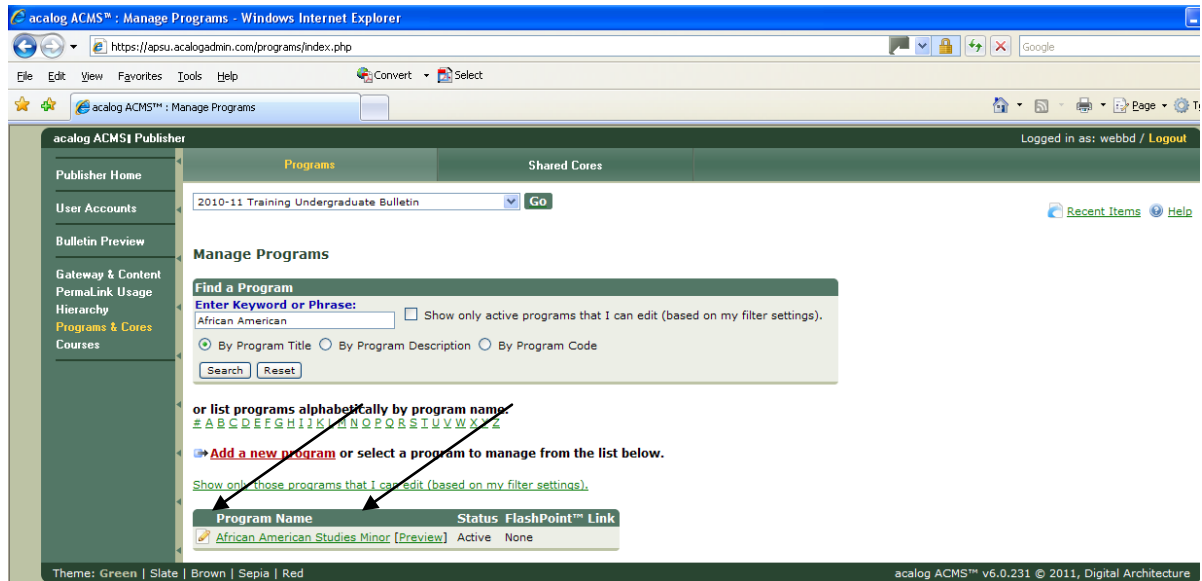 acalog ACMS™ : Manage Programs - Windows Internet Explorer
https://apsu.acalogadmin.com/programs/index.php
Google
File Edit View Favorites Tools Help Convert Select
acalog ACMS™ : Manage Programs
Page
acalog ACMS| Publisher Logged in as: webbd / Logout
Programs Shared Cores
Publisher Home
User Accounts
Bulletin Preview
Gateway & Content
PermaLink Usage
Hierarchy
Programs & Cores
Courses
2010-11 Training Undergraduate Bulletin Go
Recent Items Help
Manage Programs
Find a Program
Enter Keyword or Phrase:
African American Show only active programs that I can edit (based on my filter settings).
By Program Title By Program Description By Program Code
Search Reset
or list programs alphabetically by program name:
# A B C D E F G H I J K L M N O P Q R S T U V W X Y Z
Add a new program or select a program to manage from the list below.
Show only those programs that I can edit (based on my filter settings).
Program Name Status FlashPoint™ Link
African American Studies Minor [Preview] Active None
Theme: Green | Slate | Brown | Sepia | Red acalog ACMS™ v6.0.231 © 2011, Digital Architecture